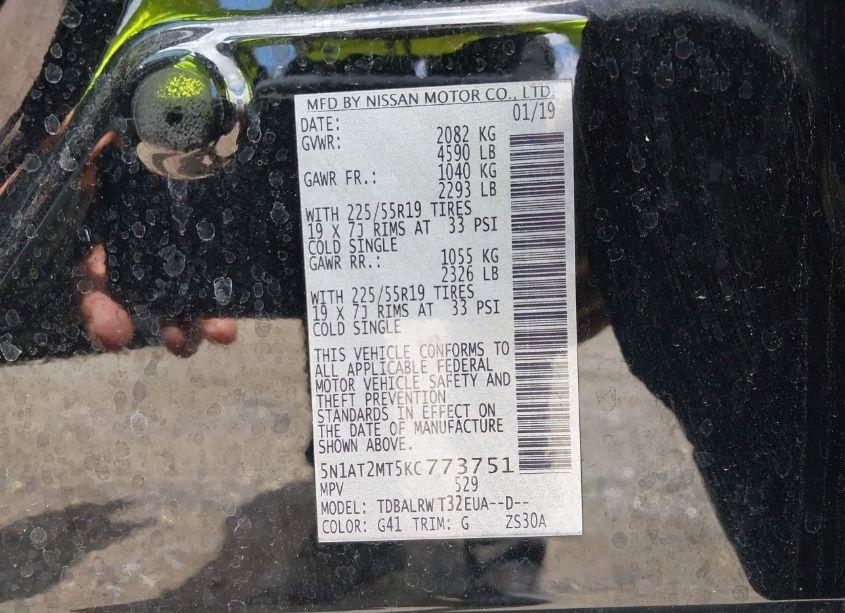 MFD BY NISSAN MOTOR CO., LTD.
DATE: 01/19
GVWR: 2082 KG
4590 LB
GAWR FR.: 1040 KG
2293 LB
WITH 225/55R19 TIRES
19 X 7J RIMS AT 33 PSI
COLD SINGLE
GAWR RR.: 1055 KG
2326 LB
WITH 225/55R19 TIRES
19 X 7J RIMS AT 33 PSI
COLD SINGLE
THIS VEHICLE CONFORMS TO
ALL APPLICABLE FEDERAL
MOTOR VEHICLE SAFETY AND
THEFT PREVENTION
STANDARDS IN EFFECT ON
THE DATE OF MANUFACTURE
SHOWN ABOVE.
5N1AT2MT5KC773751
MPV 529
MODEL: TDBALRWT32EUA--D--
COLOR: G41 TRIM: G ZS30A